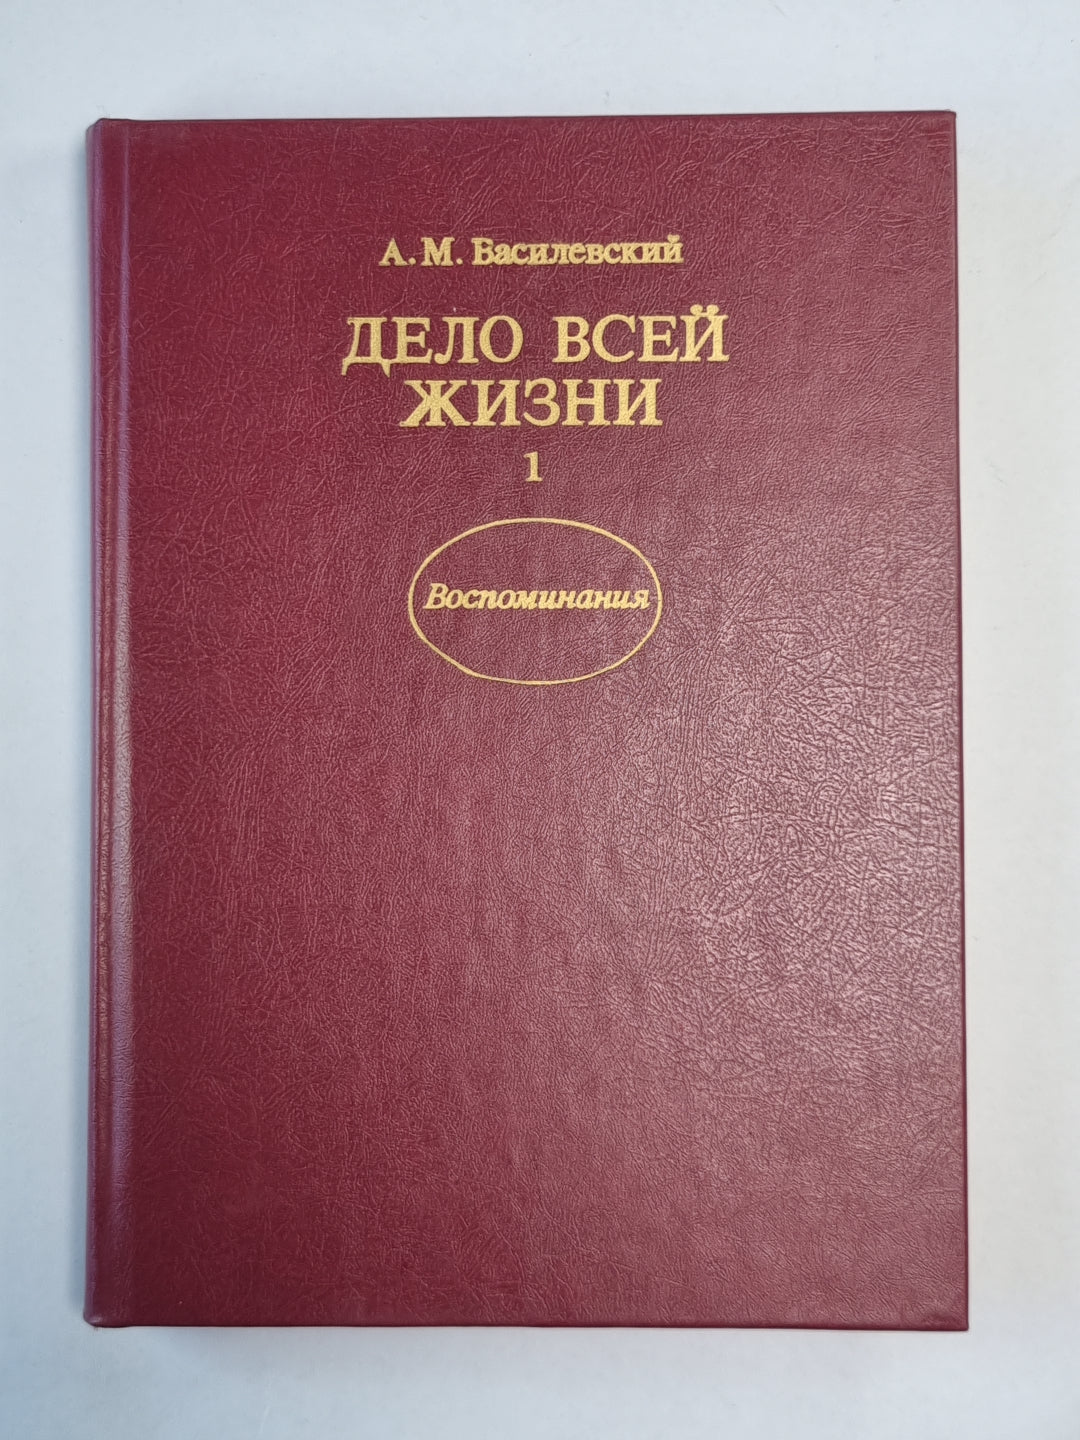 А. М. Василевский
ДЕЛО ВСЕЙ
ЖИЗНИ
1
Воспоминания